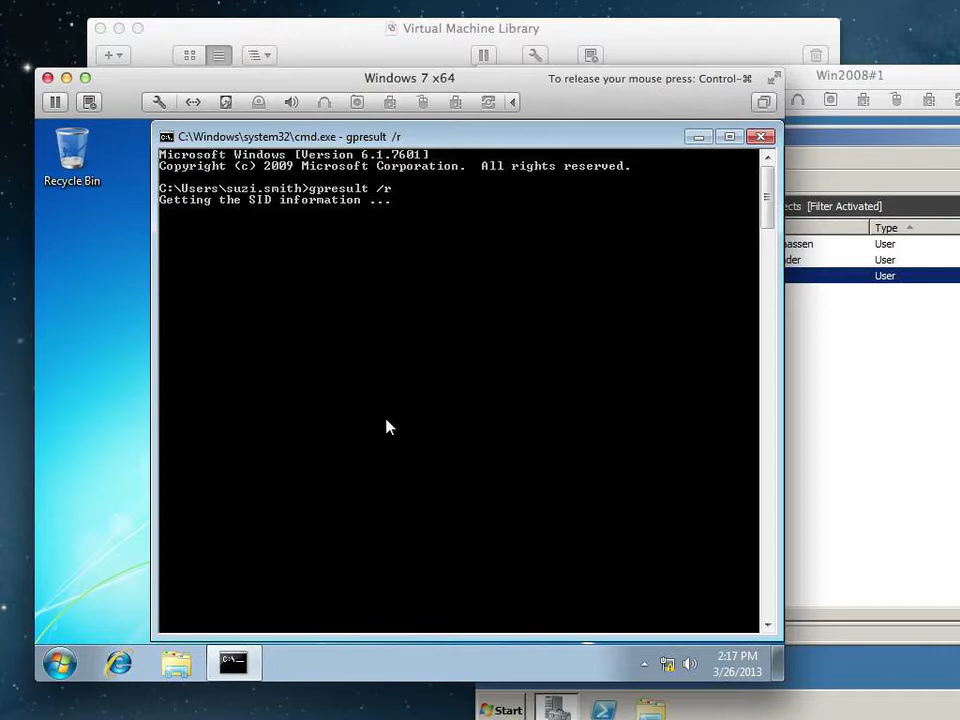 Virtual Machine Library
Windows 7 x64
To release your mouse press: Control-⌘
Win2008#1
C:\Windows\system32\cmd.exe - gpresult /r
Microsoft Windows [Version 6.1.7601]
Copyright (c) 2009 Microsoft Corporation. All rights reserved.
C:\Users\suzi.smith>gpresult /r
Getting the SID information ...
Recycle Bin
ects [Filter Activated]
Type
aassen User
der User
User
C:\_
2:17 PM
3/26/2013
Start